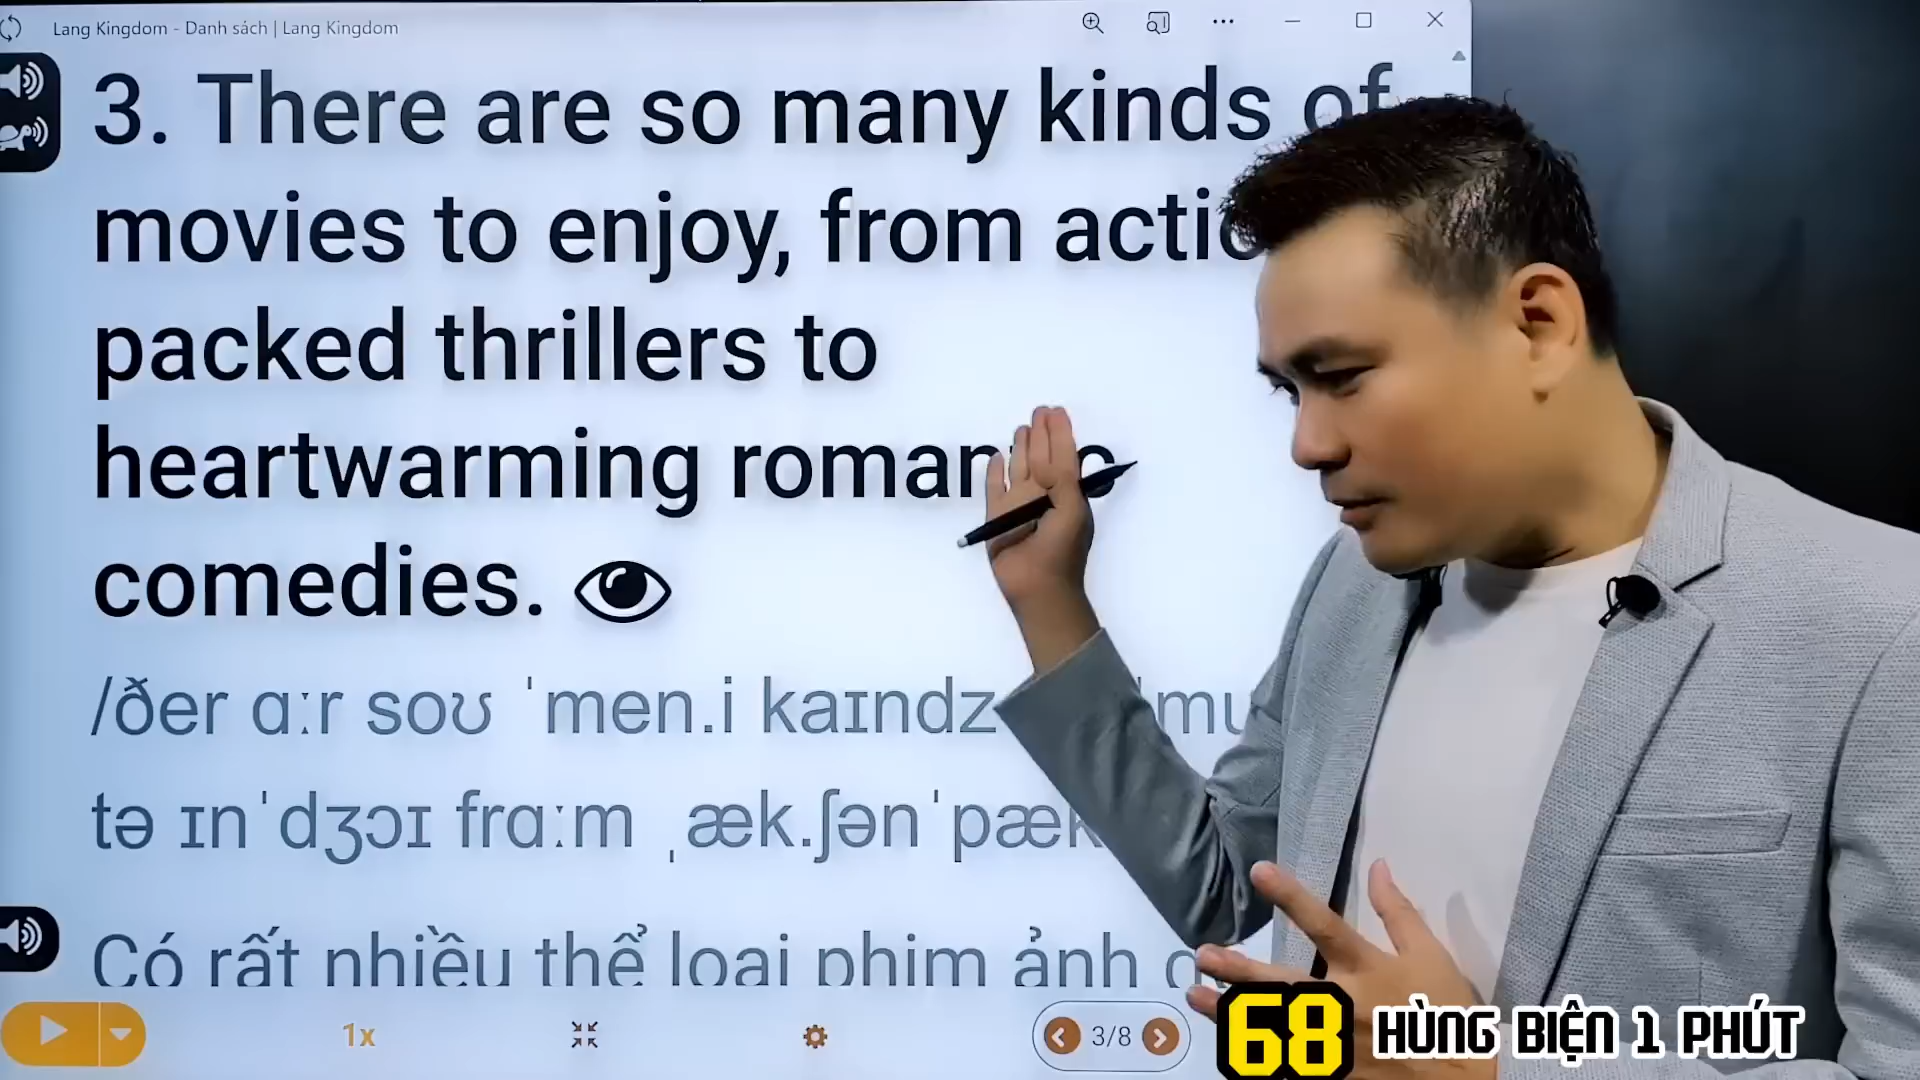 Lang Kingdom - Danh sách | Lang Kingdom
3. There are so many kinds of
movies to enjoy, from
packed thrillers to
heartwarming
comedies.
/ðer ɑːr soʊ ˈmen.i kaɪndz
tə ɪnˈdʒɔɪ frɑːm ˌæk.ʃənˈpæk
Có rất nhiều thể loại phim ảnh
1x
3/8
68 HÙNG BIỆN 1 PHÚT